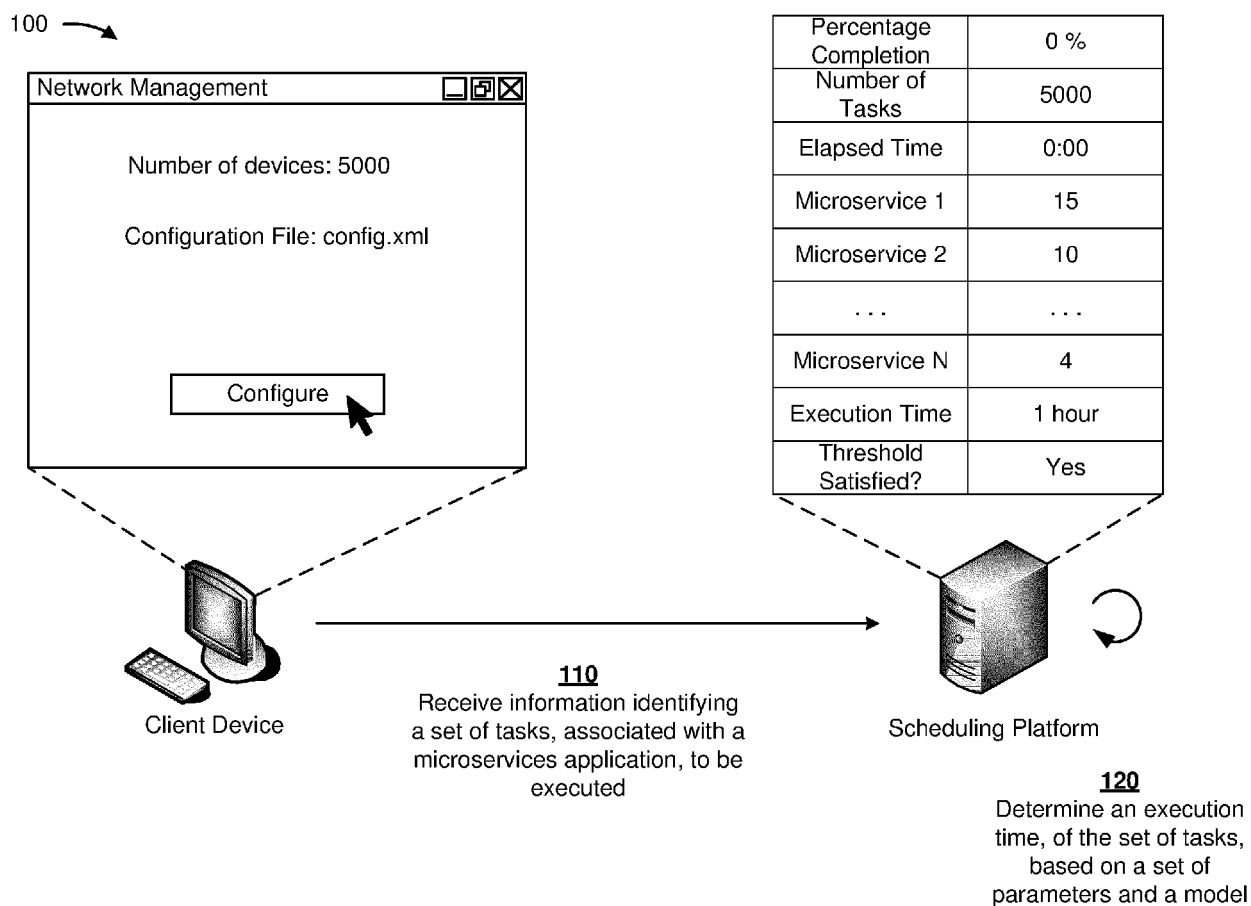 100
Network Management
Number of devices: 5000
Configuration File: config.xml
Configure
Percentage
Completion
0 %
Number of
Tasks
5000
Elapsed Time
0:00
Microservice 1
15
Microservice 2
10
. . .
. . .
Microservice N
4
Execution Time
1 hour
Threshold
Satisfied?
Yes
Client Device
110
Receive information identifying
a set of tasks, associated with a
microservices application, to be
executed
Scheduling Platform
120
Determine an execution
time, of the set of tasks,
based on a set of
parameters and a model